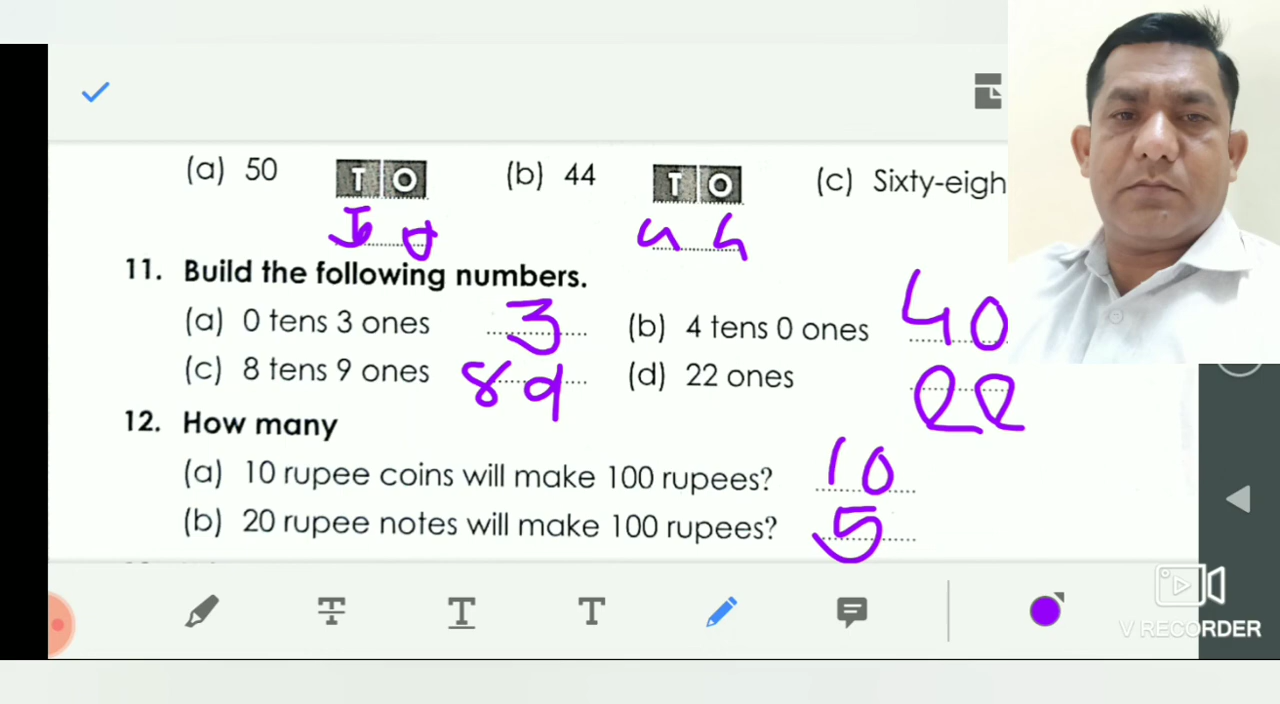 (a) 50 T O (b) 44 T O (c) Sixty-eigh
5 0 4 4
11. Build the following numbers.
(a) 0 tens 3 ones 3 (b) 4 tens 0 ones 40
(c) 8 tens 9 ones 89 (d) 22 ones 22
12. How many
(a) 10 rupee coins will make 100 rupees? 10
(b) 20 rupee notes will make 100 rupees? 5
T T T
V RECORDER